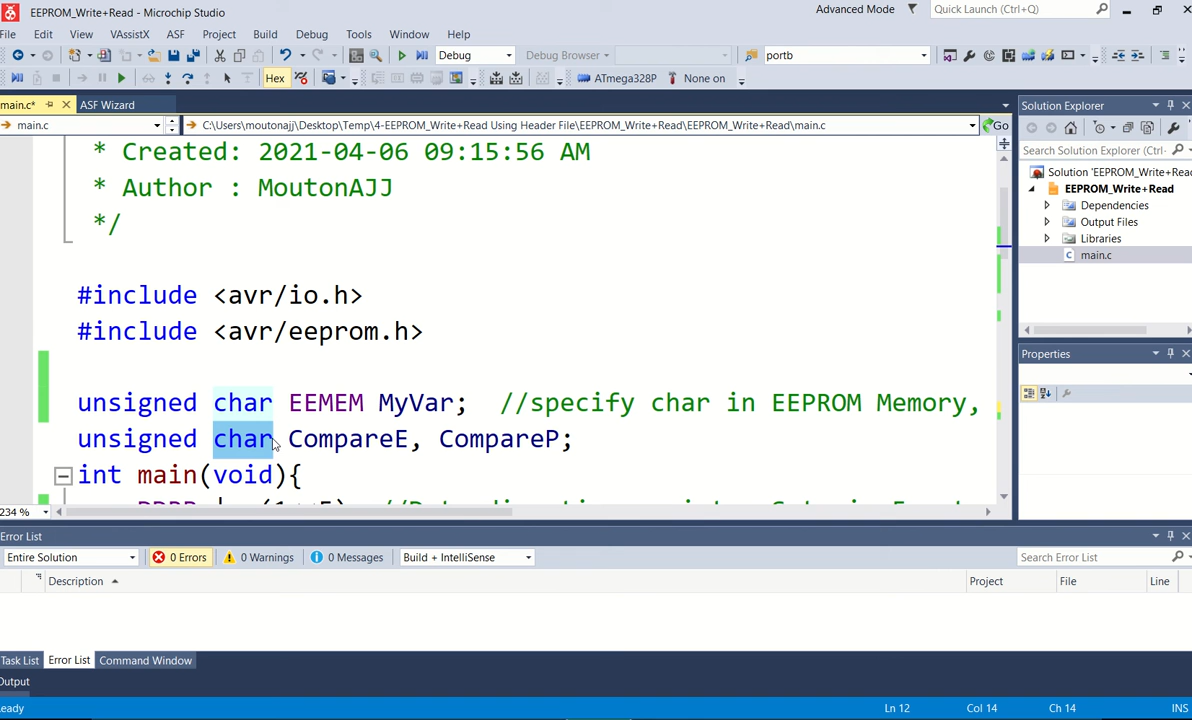 EEPROM_Write+Read - Microchip Studio
Advanced Mode
Quick Launch (Ctrl+Q)
File Edit View VAssistX ASF Project Build Debug Tools Window Help
Debug Debug Browser portb
Hex ATmega328P None on
main.c* ASF Wizard
main.c C:\Users\moutonajj\Desktop\Temp\4-EEPROM_Write+Read Using Header File\EEPROM_Write+Read\EEPROM_Write+Read\main.c Go
* Created: 2021-04-06 09:15:56 AM
* Author : MoutonAJJ
*/
#include <avr/io.h>
#include <avr/eeprom.h>
unsigned char EEMEM MyVar; //specify char in EEPROM Memory,
unsigned char CompareE, CompareP;
int main(void){
234 %
Solution Explorer
Search Solution Explorer (Ctrl-
Solution 'EEPROM_Write+Read
EEPROM_Write+Read
Dependencies
Output Files
Libraries
main.c
Properties
Error List
Entire Solution 0 Errors 0 Warnings 0 Messages Build + IntelliSense Search Error List
Description Project File Line
Task List Error List Command Window
Output
eady Ln 12 Col 14 Ch 14 INS